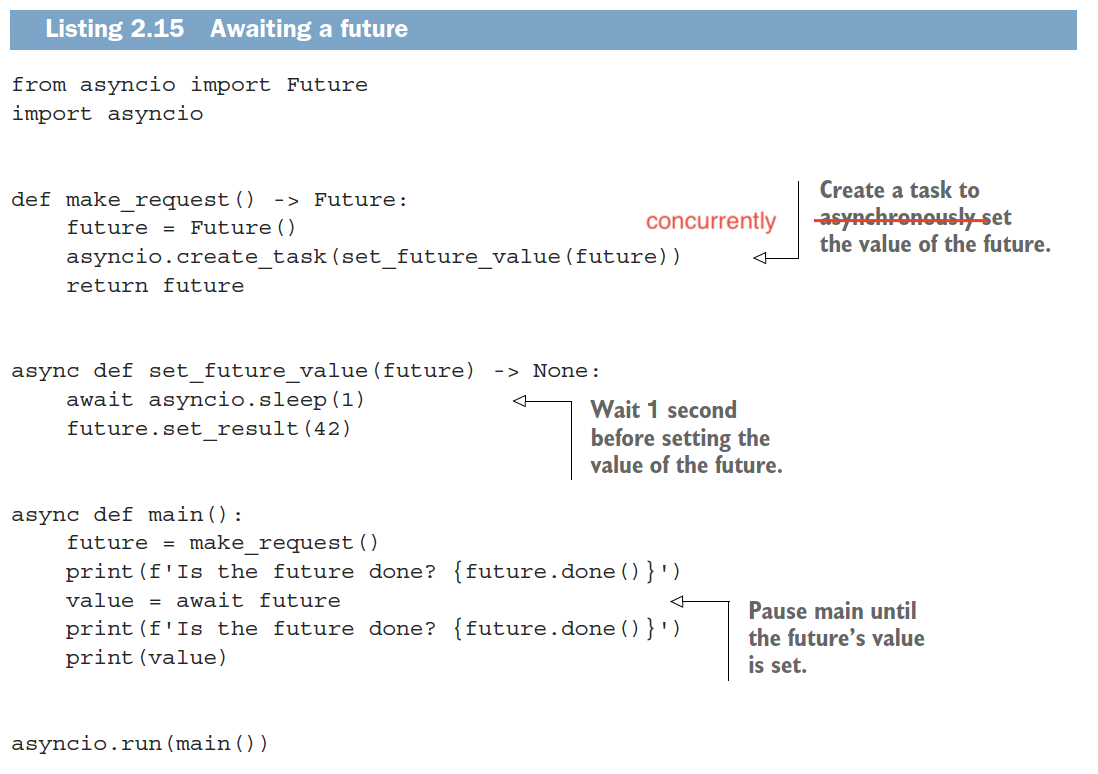 Listing 2.15 Awaiting a future
from asyncio import Future
import asyncio
def make_request() -> Future:
    future = Future()
    asyncio.create_task(set_future_value(future))
    return future
concurrently
Create a task to
asynchronously set
the value of the future.
async def set_future_value(future) -> None:
    await asyncio.sleep(1)
    future.set_result(42)
Wait 1 second
before setting the
value of the future.
async def main():
    future = make_request()
    print(f'Is the future done? {future.done()}')
    value = await future
    print(f'Is the future done? {future.done()}')
    print(value)
Pause main until
the future's value
is set.
asyncio.run(main())